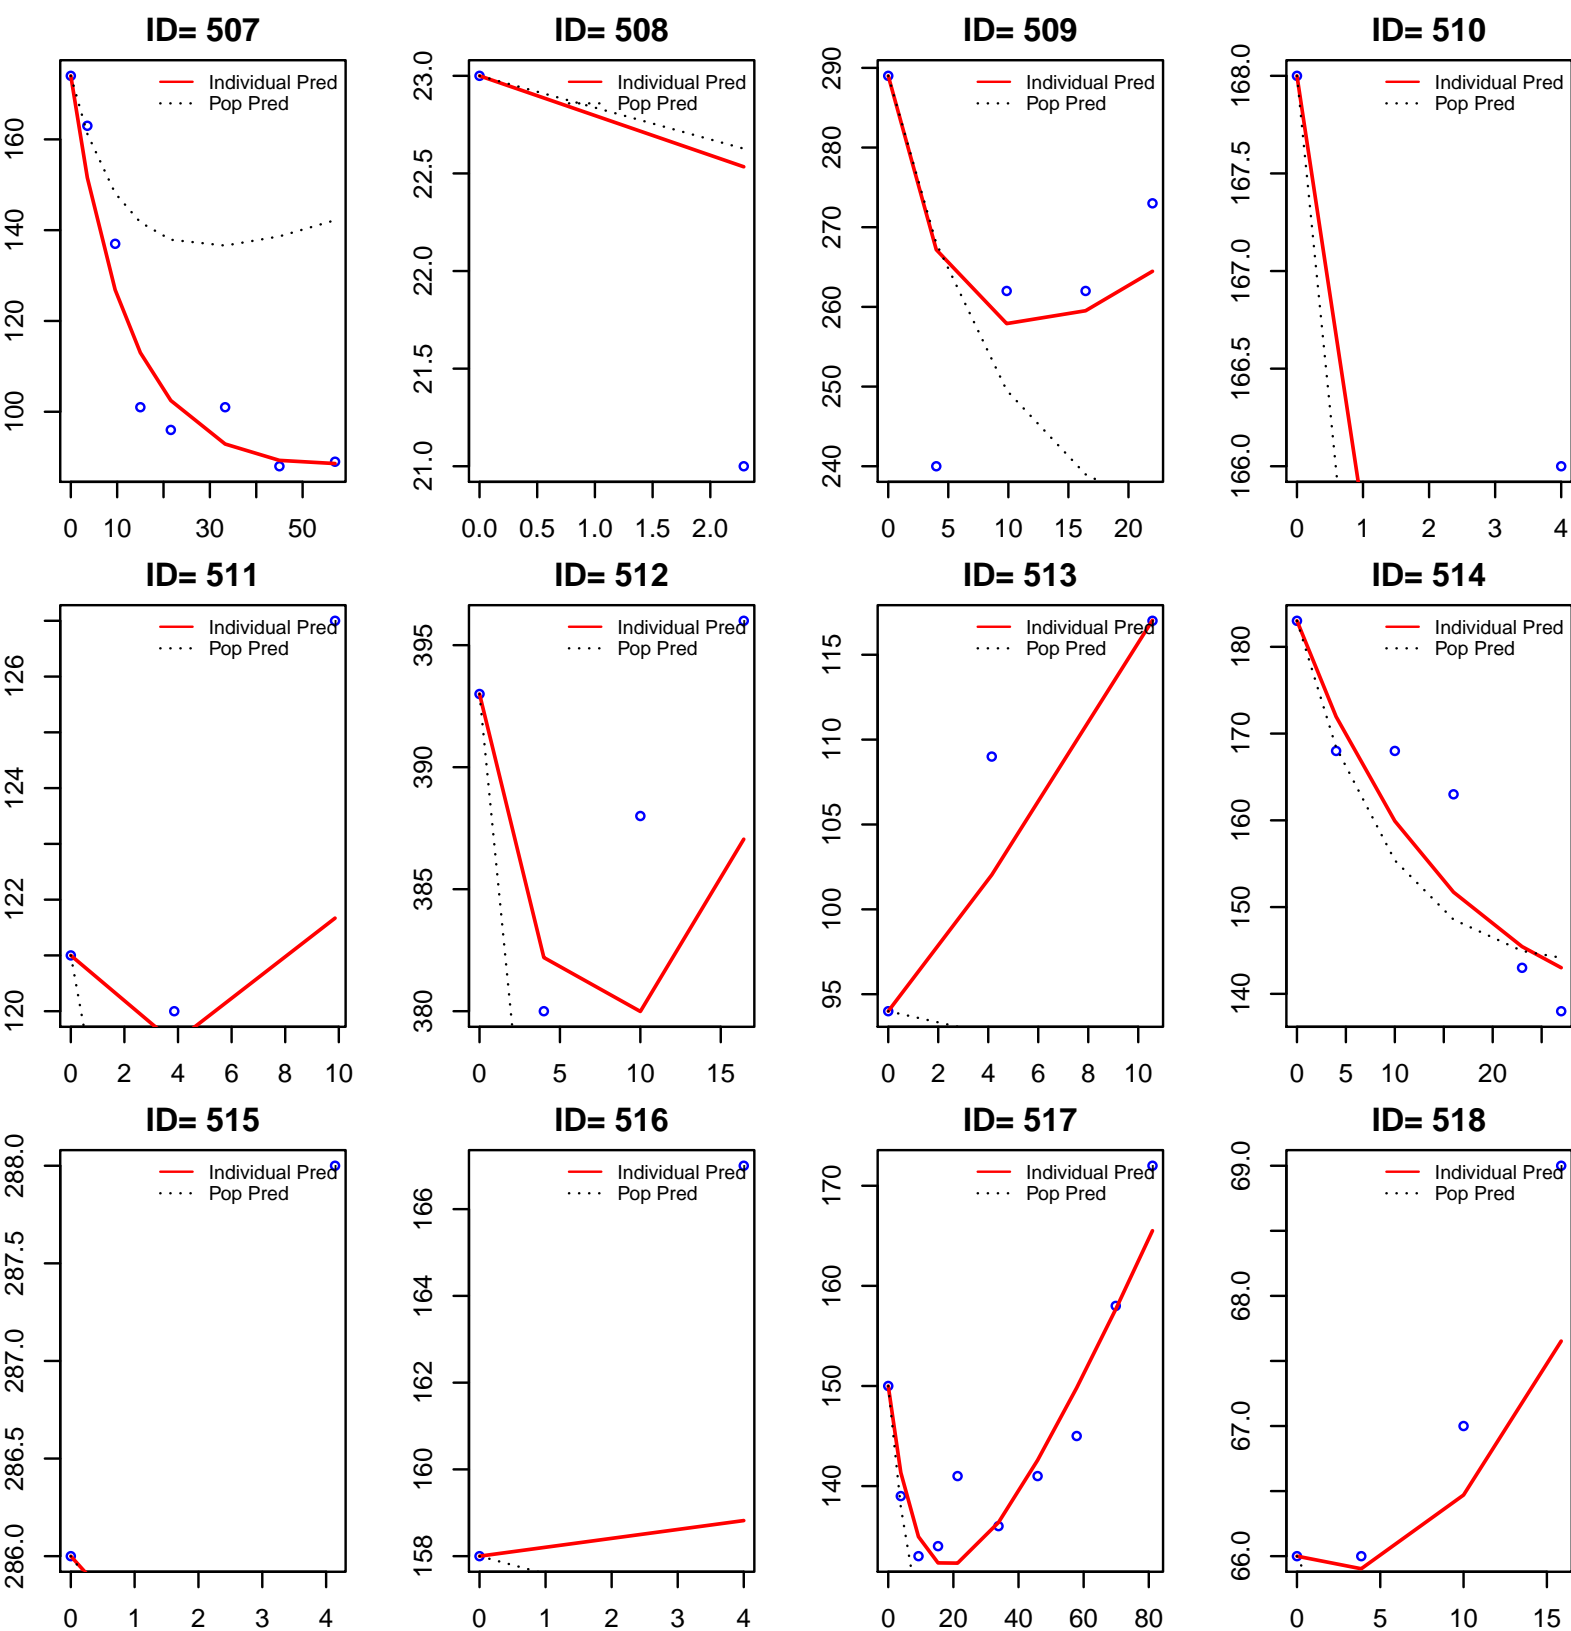 ID= 507
Individual Pred
Pop Pred
100 120 140 160
0 10 30 50
ID= 508
Individual Pred
Pop Pred
21.0 21.5 22.0 22.5 23.0
0.0 0.5 1.0 1.5 2.0
ID= 509
Individual Pred
Pop Pred
240 250 260 270 280 290
0 5 10 15 20
ID= 510
Individual Pred
Pop Pred
166.0 166.5 167.0 167.5 168.0
0 1 2 3 4
ID= 511
Individual Pred
Pop Pred
120 122 124 126
0 2 4 6 8 10
ID= 512
Individual Pred
Pop Pred
380 385 390 395
0 5 10 15
ID= 513
Individual Pred
Pop Pred
95 100 105 110 115
0 2 4 6 8 10
ID= 514
Individual Pred
Pop Pred
140 150 160 170 180
0 5 10 20
ID= 515
Individual Pred
Pop Pred
286.0 286.5 287.0 287.5 288.0
0 1 2 3 4
ID= 516
Individual Pred
Pop Pred
158 160 162 164 166
0 1 2 3 4
ID= 517
Individual Pred
Pop Pred
140 150 160 170
0 20 40 60 80
ID= 518
Individual Pred
Pop Pred
66.0 67.0 68.0 69.0
0 5 10 15